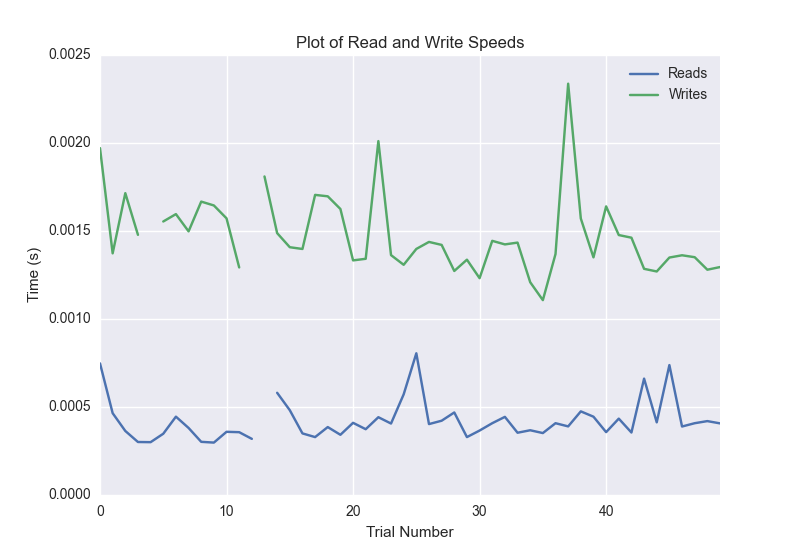 Plot of Read and Write Speeds
0.0025
0.0020
0.0015
0.0010
0.0005
0.0000
Time (s)
Reads
Writes
0 10 20 30 40
Trial Number